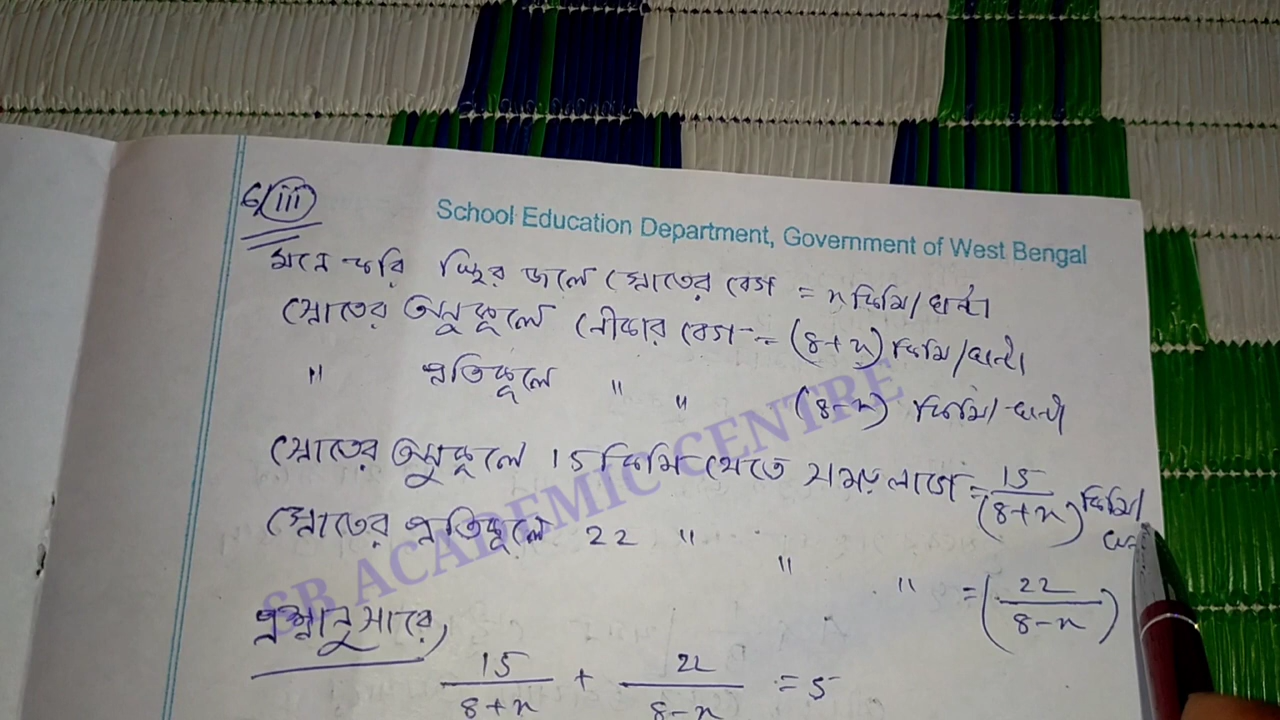 6/(iii)
School Education Department, Government of West Bengal
মনে করি স্থির জলে স্রোতের বেগ = x কিমি/ঘন্টা
স্রোতের অনুকূলে নৌকার বেগ = (8+x) কিমি/ঘন্টা
" প্রতিকূলে " " (8-x) কিমি/ঘন্টা
স্রোতের অনুকূলে 15 কিমি যেতে সময় লাগে = 15/(8+x) কিমি/
স্রোতের প্রতিকূলে 22 " " " = (22/(8-x))
প্রশ্নানুসারে,
15/(8+x) + 22/(8-x) = 5
SB ACADEMIC CENTRE